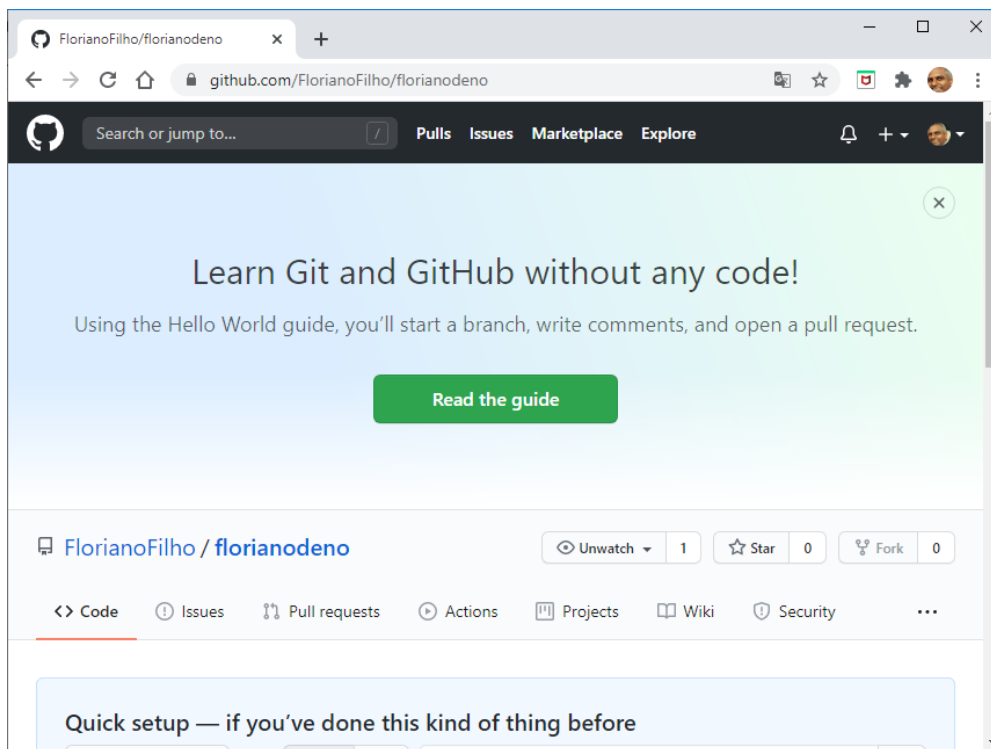 FlorianoFilho/florianodeno
github.com/FlorianoFilho/florianodeno
Search or jump to... / Pulls Issues Marketplace Explore
Learn Git and GitHub without any code!
Using the Hello World guide, you’ll start a branch, write comments, and open a pull request.
Read the guide
FlorianoFilho / florianodeno Unwatch 1 Star 0 Fork 0
<> Code Issues Pull requests Actions Projects Wiki Security ...
Quick setup — if you’ve done this kind of thing before